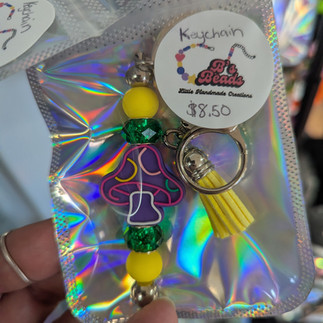 Keychain
B's
Beads
Little Handmade Creations
$8.50